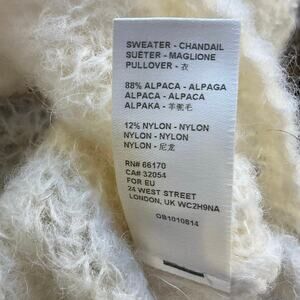 SWEATER - CHANDAIL
SUÉTER - MAGLIONE
PULLOVER - 衣
88% ALPACA - ALPAGA
ALPACA - ALPACA
ALPAKA - 羊驼毛
12% NYLON - NYLON
NYLON - NYLON
NYLON - 尼龙
RN# 66170
CA# 32054
FOR EU
24 WEST STREET
LONDON, UK WC2H9NA
OB1010814